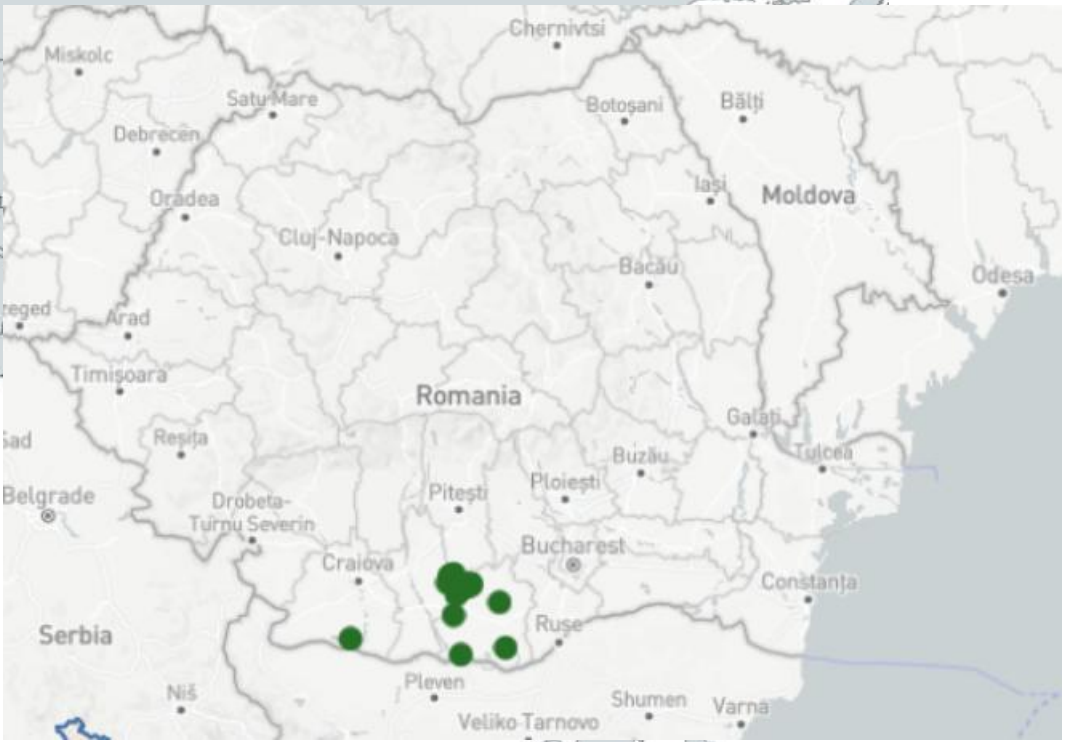 Chernivtsi
Miskolc
Satu Mare
Botoșani
Bălți
Debrecen
Iași
Moldova
Oradea
Cluj-Napoca
Bacău
Odesa
zeged
Arad
Timișoara
Romania
Galați
Reșița
Sad
Buzău
Tulcea
Ploiești
Pitești
Belgrade
Drobeta-
Turnu Severin
Bucharest
Craiova
Constanța
Ruse
Serbia
Pleven
Niš
Shumen
Varna
Veliko Tarnovo